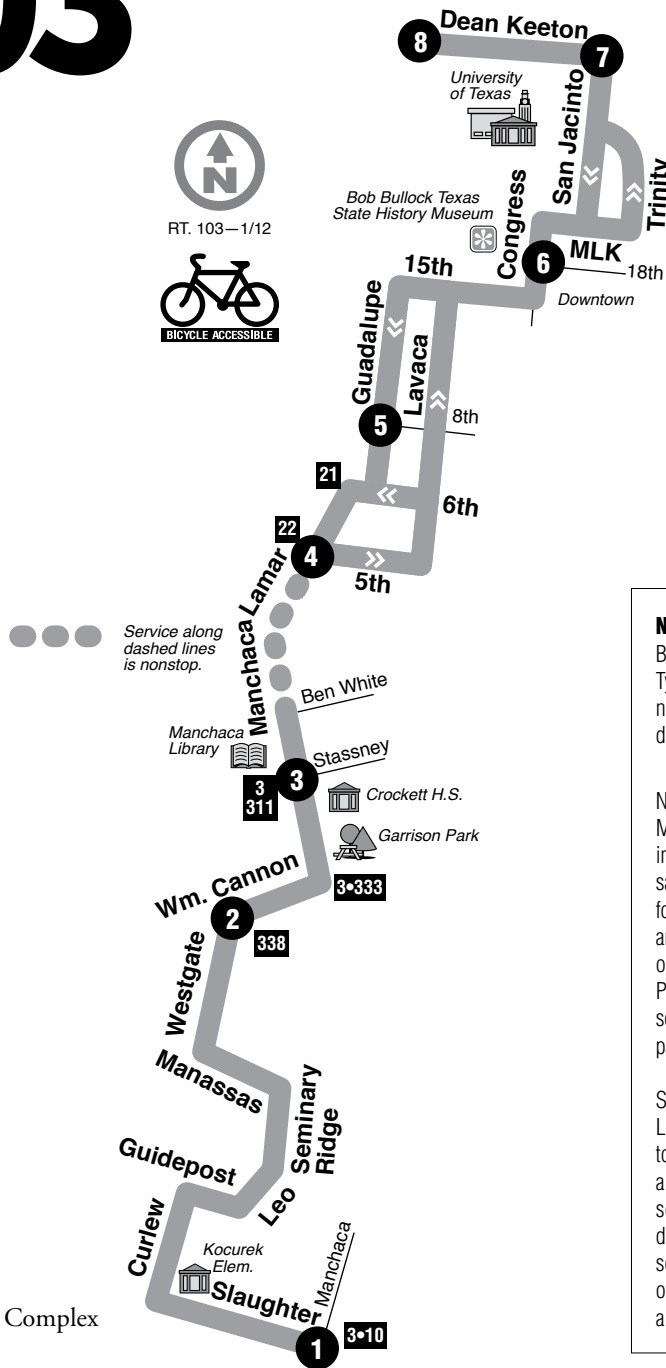 03
Dean Keeton
8
7
University
of Texas
San Jacinto
Trinity
N
RT. 103—1/12
Bob Bullock Texas
State History Museum
Congress
MLK
6
18th
Downtown
BICYCLE ACCESSIBLE
15th
Guadalupe
Lavaca
5
8th
21
6th
22
4
5th
Lamar
Manchaca
Service along
dashed lines
is nonstop.
Ben White
Manchaca
Library
Stassney
3
3
311
Crockett H.S.
Garrison Park
Wm. Cannon
3•333
2
338
Westgate
Manassas
Seminary
Ridge
Guidepost
Leo
Curlew
Kocurek
Elem.
Manchaca
Slaughter
Complex
1
3•10